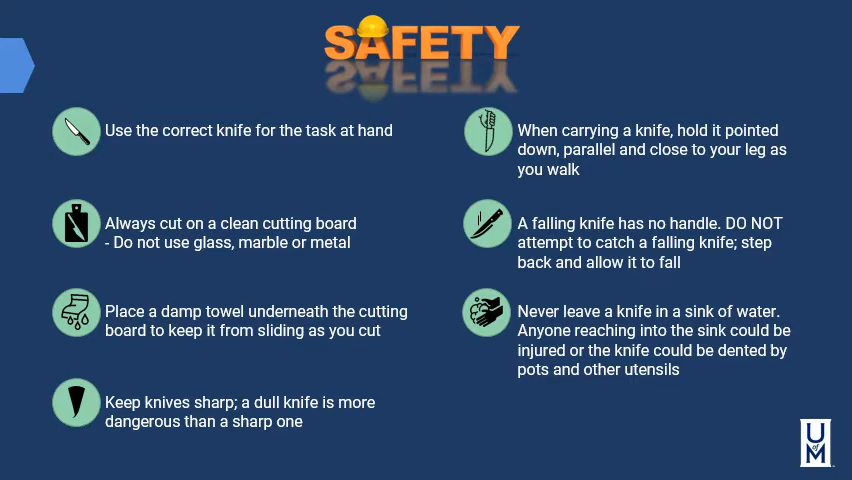 SAFETY
Use the correct knife for the task at hand
Always cut on a clean cutting board
- Do not use glass, marble or metal
Place a damp towel underneath the cutting
board to keep it from sliding as you cut
Keep knives sharp; a dull knife is more
dangerous than a sharp one
When carrying a knife, hold it pointed
down, parallel and close to your leg as
you walk
A falling knife has no handle. DO NOT
attempt to catch a falling knife; step
back and allow it to fall
Never leave a knife in a sink of water.
Anyone reaching into the sink could be
injured or the knife could be dented by
pots and other utensils
U
of
M